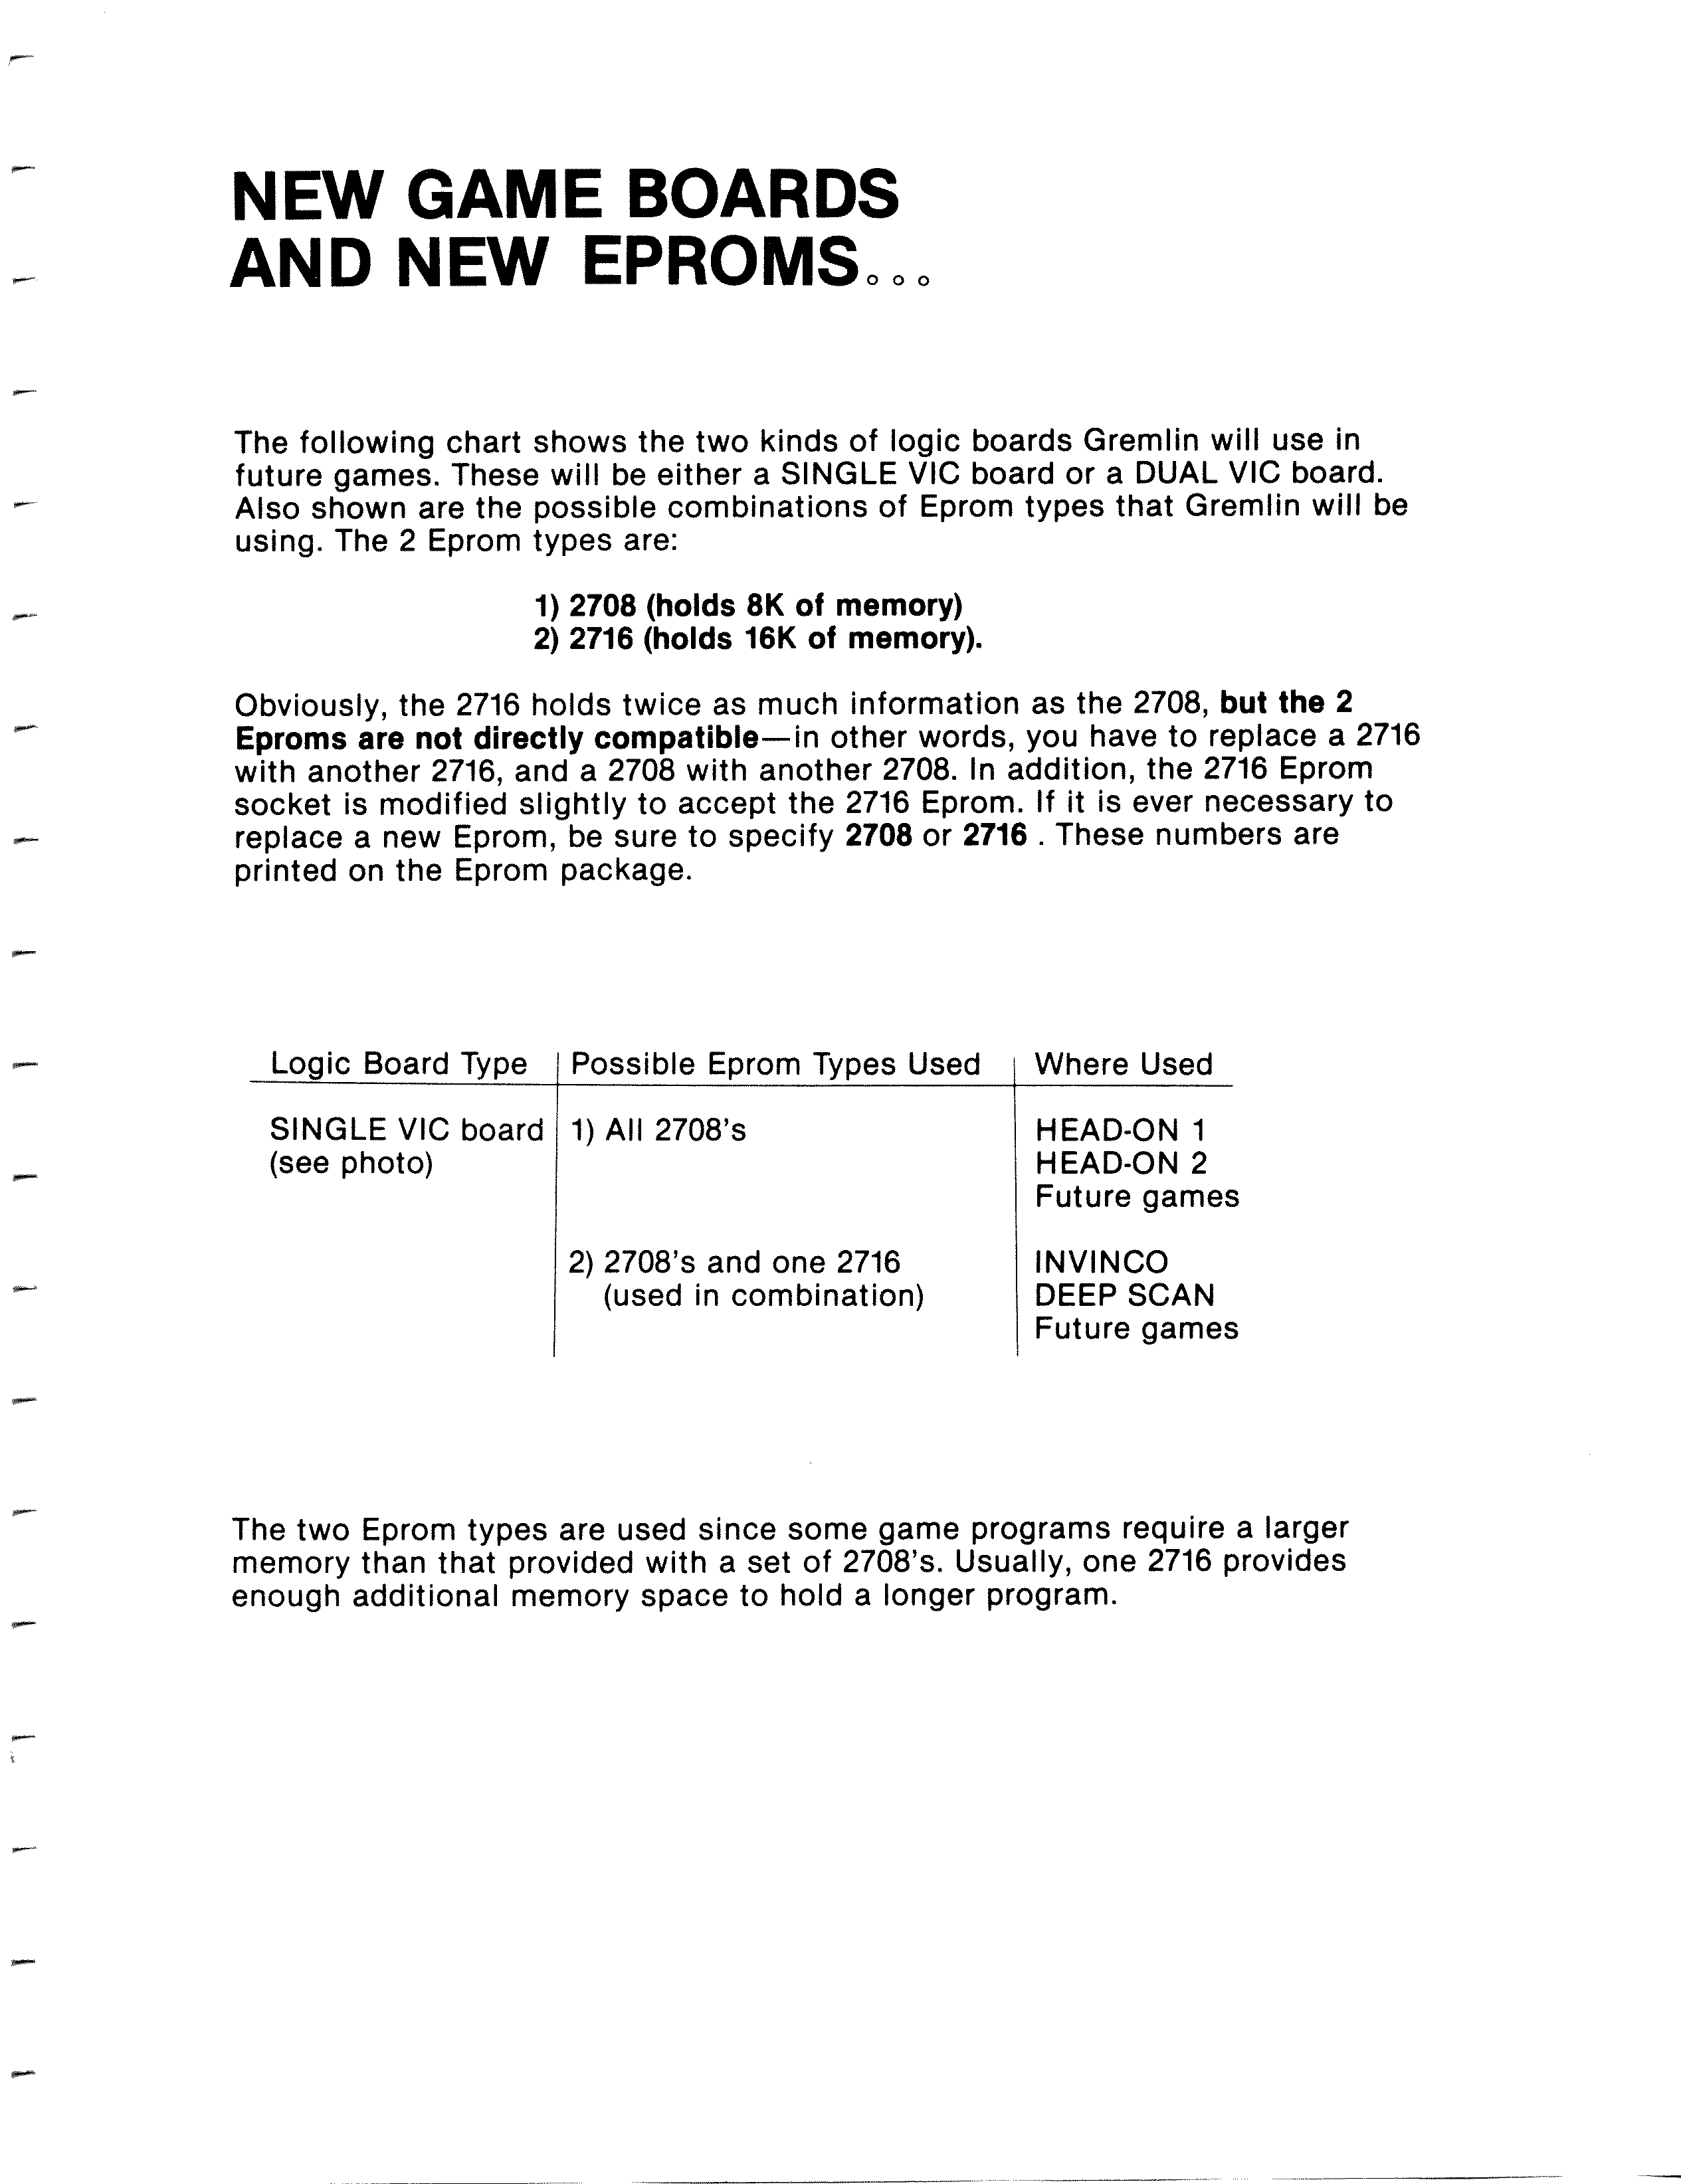 NEW GAME BOARDS
AND NEW EPROMS...
The following chart shows the two kinds of logic boards Gremlin will use in
future games. These will be either a SINGLE VIC board or a DUAL VIC board.
Also shown are the possible combinations of Eprom types that Gremlin will be
using. The 2 Eprom types are:
1) 2708 (holds 8K of memory)
2) 2716 (holds 16K of memory).
Obviously, the 2716 holds twice as much information as the 2708, but the 2
Eproms are not directly compatible—in other words, you have to replace a 2716
with another 2716, and a 2708 with another 2708. In addition, the 2716 Eprom
socket is modified slightly to accept the 2716 Eprom. If it is ever necessary to
replace a new Eprom, be sure to specify 2708 or 2716 . These numbers are
printed on the Eprom package.
Logic Board Type Possible Eprom Types Used Where Used
SINGLE VIC board 1) All 2708's HEAD-ON 1
(see photo) HEAD-ON 2
Future games
2) 2708's and one 2716 INVINCO
(used in combination) DEEP SCAN
Future games
The two Eprom types are used since some game programs require a larger
memory than that provided with a set of 2708's. Usually, one 2716 provides
enough additional memory space to hold a longer program.